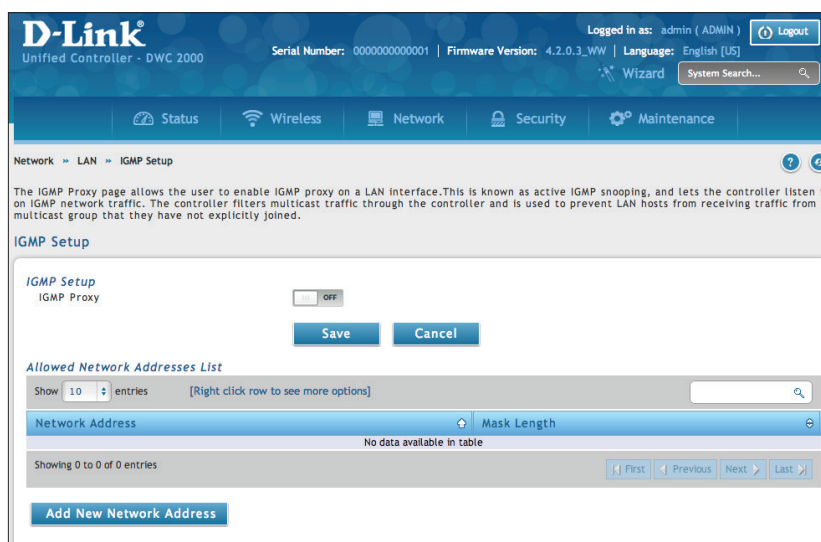 D-Link
Unified Controller - DWC 2000
Logged in as: admin ( ADMIN ) Logout
Serial Number: 0000000000001 | Firmware Version: 4.2.0.3_WW | Language: English [US]
Wizard System Search...
Status Wireless Network Security Maintenance
Network » LAN » IGMP Setup
The IGMP Proxy page allows the user to enable IGMP proxy on a LAN interface.This is known as active IGMP snooping, and lets the controller listen
on IGMP network traffic. The controller filters multicast traffic through the controller and is used to prevent LAN hosts from receiving traffic from
multicast group that they have not explicitly joined.
IGMP Setup
IGMP Setup
IGMP Proxy OFF
Save Cancel
Allowed Network Addresses List
Show 10 entries [Right click row to see more options]
Network Address Mask Length
No data available in table
Showing 0 to 0 of 0 entries First Previous Next Last
Add New Network Address